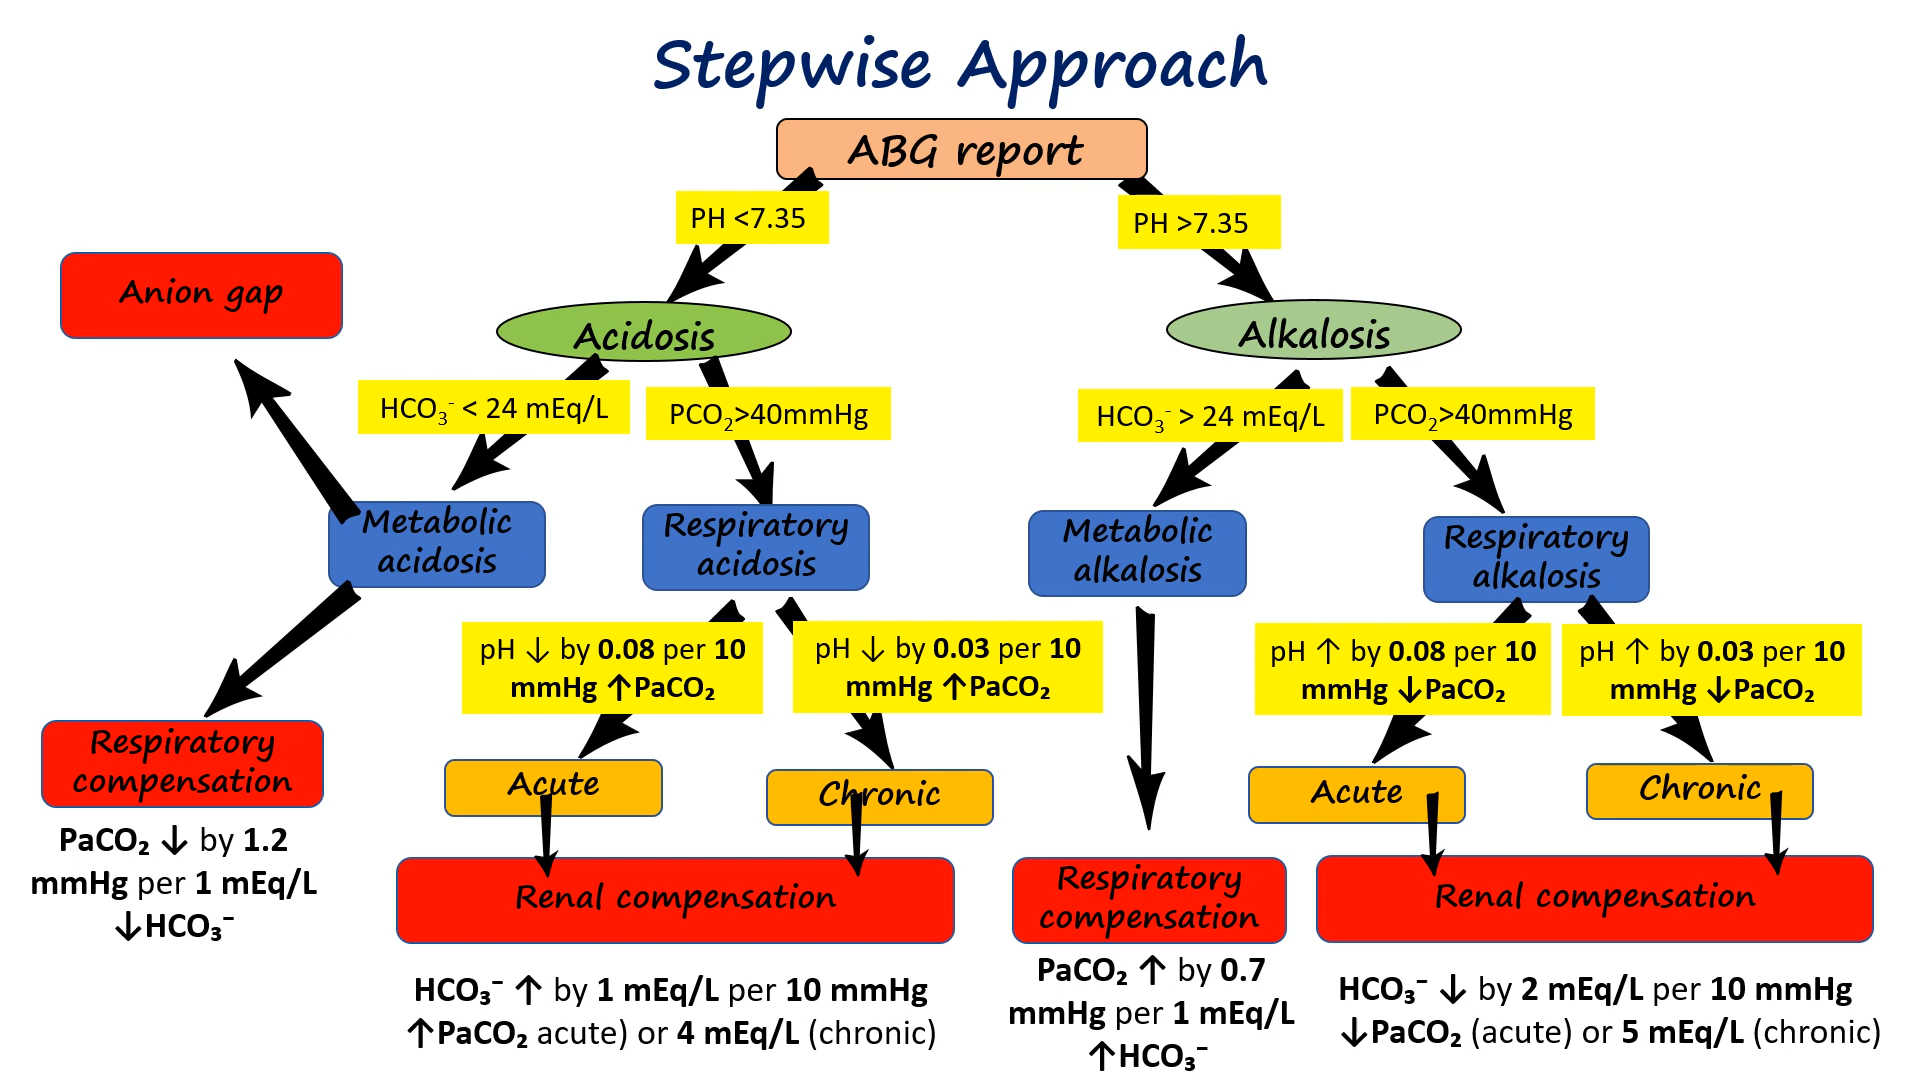 Stepwise Approach
ABG report
PH <7.35
PH >7.35
Anion gap
Acidosis
Alkalosis
HCO₃⁻ < 24 mEq/L
PCO₂>40mmHg
HCO₃⁻ > 24 mEq/L
PCO₂>40mmHg
Metabolic
acidosis
Respiratory
acidosis
Metabolic
alkalosis
Respiratory
alkalosis
pH ↓ by 0.08 per 10
mmHg ↑PaCO₂
pH ↓ by 0.03 per 10
mmHg ↑PaCO₂
pH ↑ by 0.08 per 10
mmHg ↓PaCO₂
pH ↑ by 0.03 per 10
mmHg ↓PaCO₂
Respiratory
compensation
PaCO₂ ↓ by 1.2
mmHg per 1 mEq/L
↓HCO₃⁻
Acute
Chronic
Acute
Chronic
Renal compensation
Respiratory
compensation
Renal compensation
HCO₃⁻ ↑ by 1 mEq/L per 10 mmHg
↑PaCO₂ acute) or 4 mEq/L (chronic)
PaCO₂ ↑ by 0.7
mmHg per 1 mEq/L
↑HCO₃⁻
HCO₃⁻ ↓ by 2 mEq/L per 10 mmHg
↓PaCO₂ (acute) or 5 mEq/L (chronic)